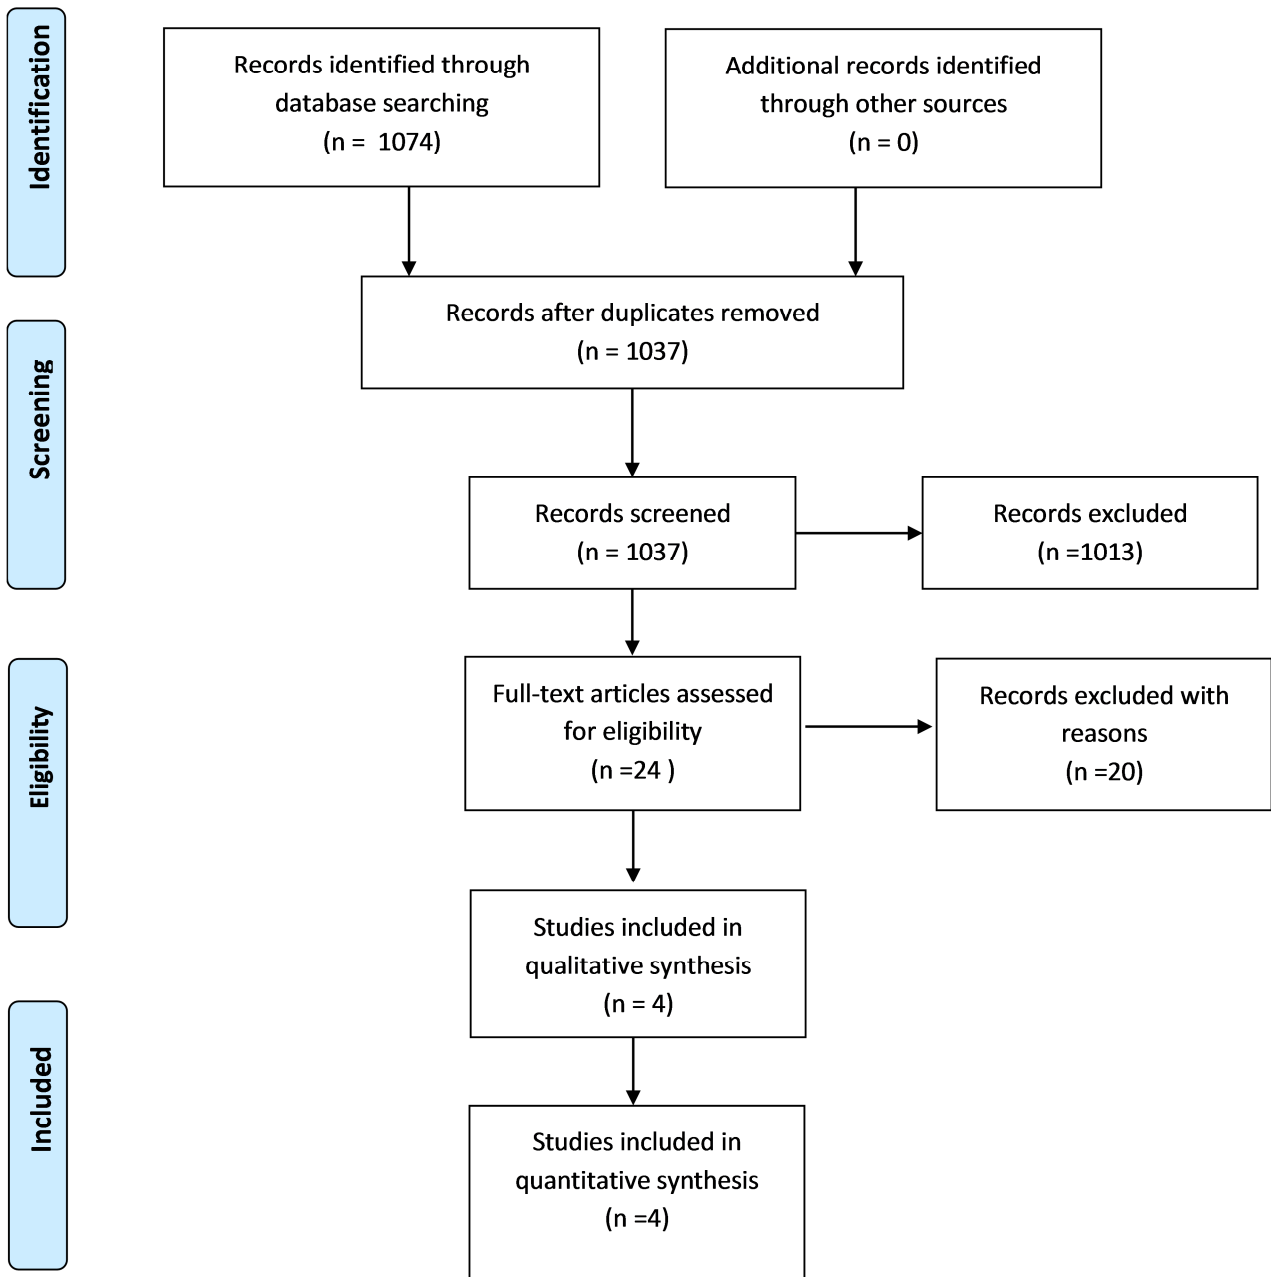 Identification
Records identified through
database searching
(n =  1074)
Additional records identified
through other sources
(n = 0)
Records after duplicates removed
(n = 1037)
Screening
Records screened
(n = 1037)
Records excluded
(n =1013)
Eligibility
Full-text articles assessed
for eligibility
(n =24 )
Records excluded with
reasons
(n =20)
Studies included in
qualitative synthesis
(n = 4)
Included
Studies included in
quantitative synthesis
(n =4)